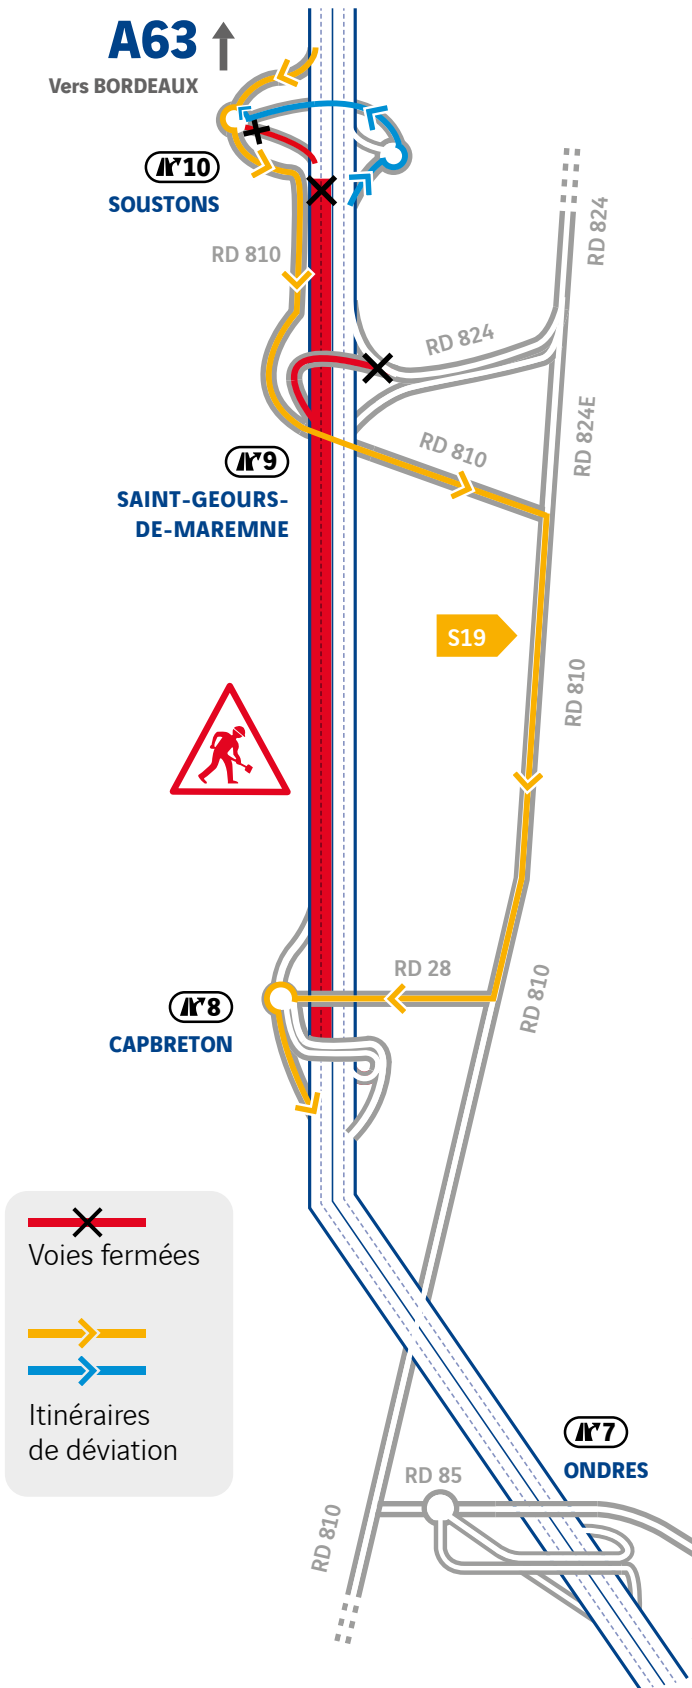 A63
Vers BORDEAUX
10
SOUSTONS
RD 810
RD 824
RD 824
RD 824E
RD 810
9
SAINT-GEOURS-
DE-MAREMNE
S19
RD 810
RD 28
RD 810
8
CAPBRETON
Voies fermées
Itinéraires
de déviation
7
ONDRES
RD 85
RD 810